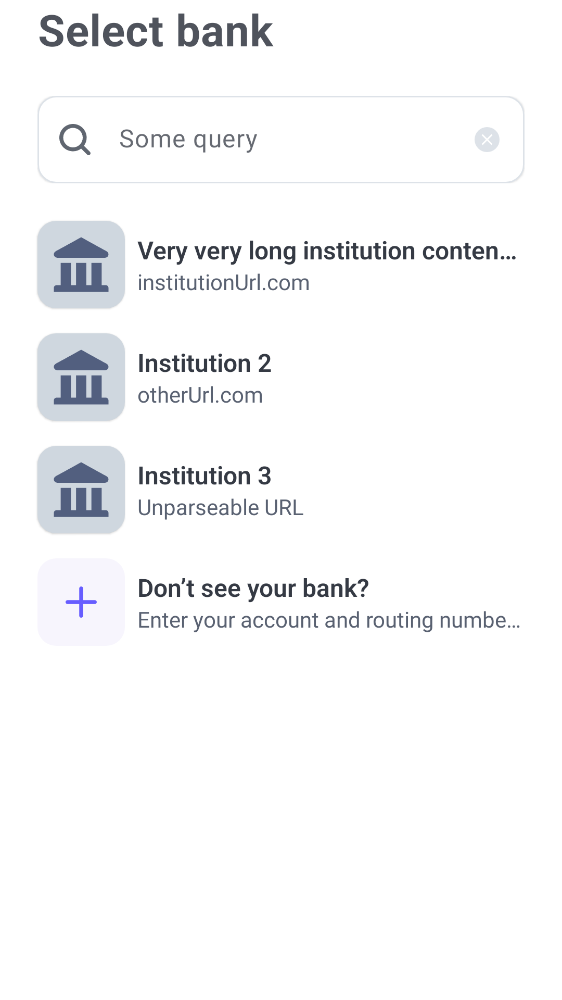 Select bank
Some query
Very very long institution conten…
institutionUrl.com
Institution 2
otherUrl.com
Institution 3
Unparseable URL
Don’t see your bank?
Enter your account and routing numbe…